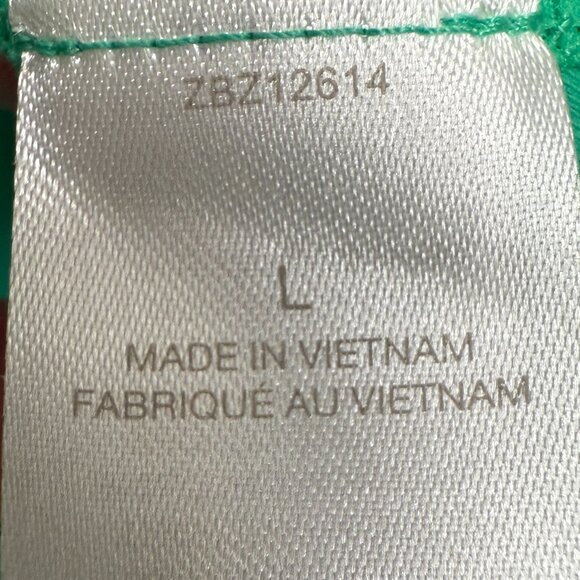 ZBZ12614
L
MADE IN VIETNAM
FABRIQUÉ AU VIETNAM